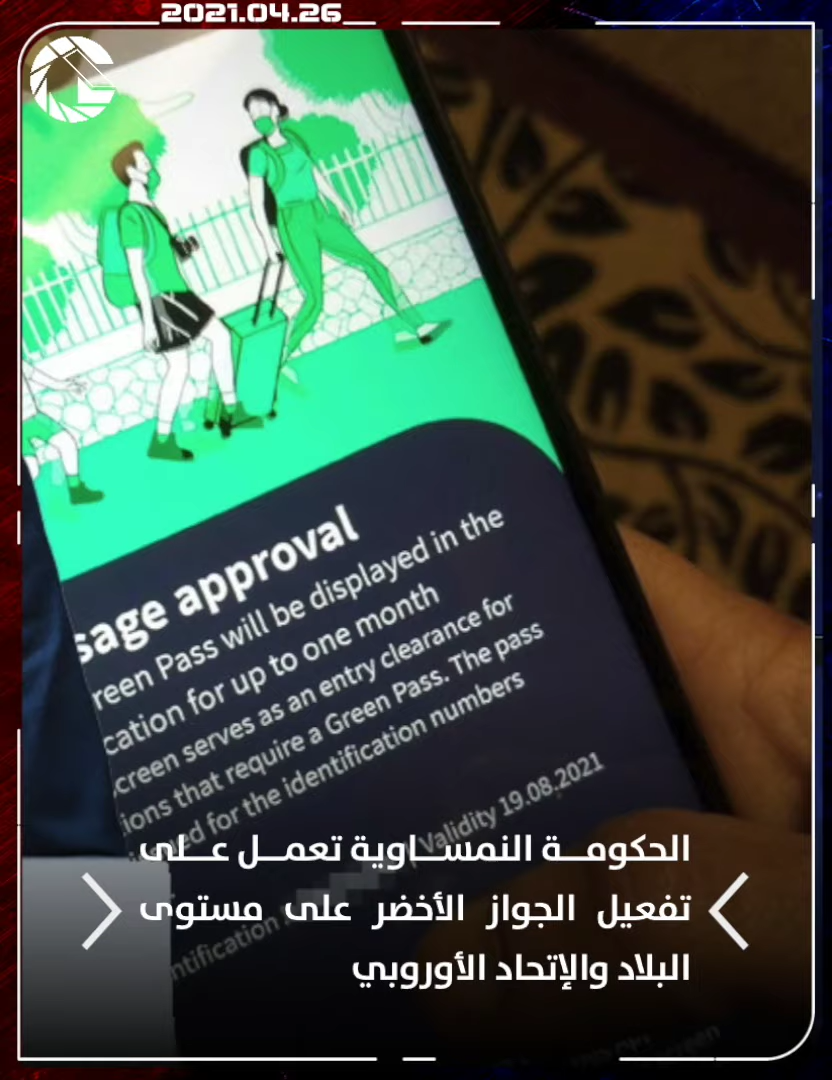 2021.04.26
sage approval
reen Pass will be displayed in the
cation for up to one month
creen serves as an entry clearance for
ions that require a Green Pass. The pass
ed for the identification numbers
Validity 19.08.2021
ntification
الحكومة النمساوية تعمل على
تفعيل الجواز الأخضر على مستوى
البلاد والإتحاد الأوروبي